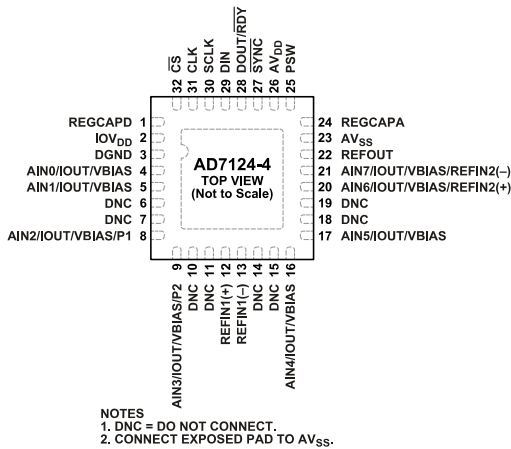 32 C̅S̅
31 CLK
30 SCLK
29 DIN
28 DOUT/R̅D̅Y̅
27 S̅Y̅N̅C̅
26 AVDD
25 PSW
REGCAPD 1
IOVDD 2
DGND 3
AIN0/IOUT/VBIAS 4
AIN1/IOUT/VBIAS 5
DNC 6
DNC 7
AIN2/IOUT/VBIAS/P1 8
AD7124-4
TOP VIEW
(Not to Scale)
24 REGCAPA
23 AVSS
22 REFOUT
21 AIN7/IOUT/VBIAS/REFIN2(–)
20 AIN6/IOUT/VBIAS/REFIN2(+)
19 DNC
18 DNC
17 AIN5/IOUT/VBIAS
AIN3/IOUT/VBIAS/P2 9
DNC 10
DNC 11
REFIN1(+) 12
REFIN1(–) 13
DNC 14
DNC 15
AIN4/IOUT/VBIAS 16
NOTES
1. DNC = DO NOT CONNECT.
2. CONNECT EXPOSED PAD TO AVSS.